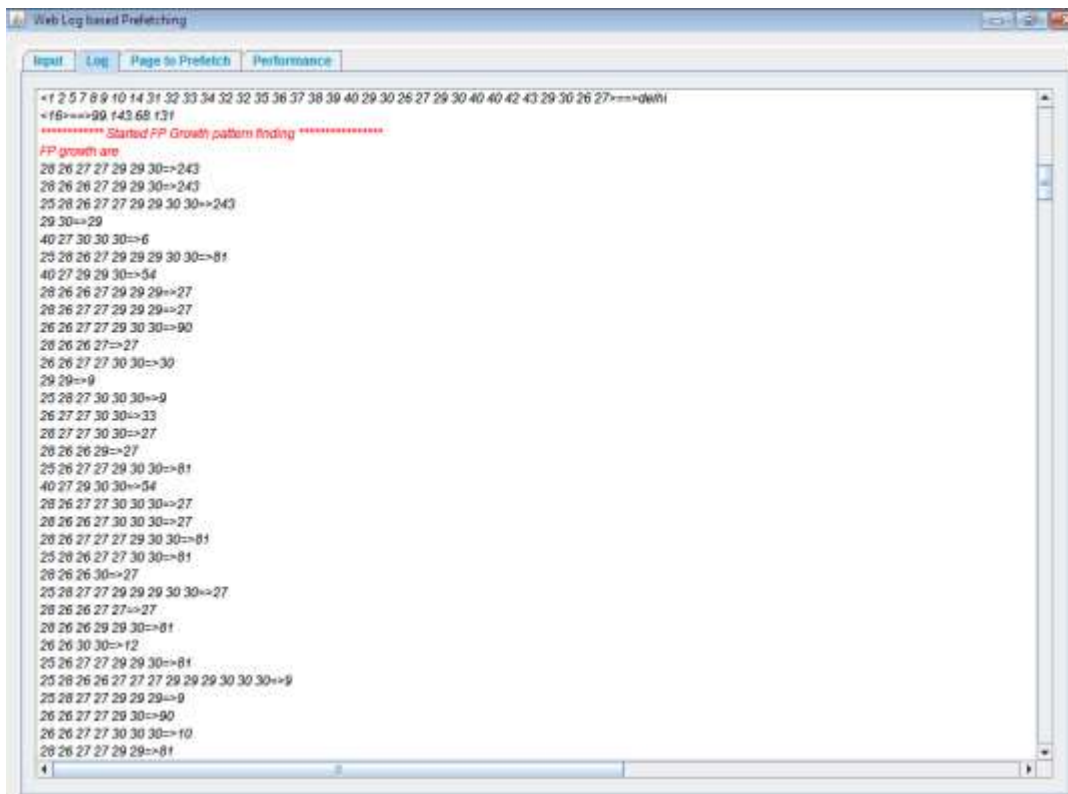 Web Log based Prefetching
Input Log Page to Prefetch Performance
<1 2 5 7 8 9 10 14 31 32 33 34 32 32 35 36 37 38 39 40 29 30 26 27 29 30 40 40 42 43 29 30 26 27>==>delhi
<16>==>99.143.68.131
************ Started FP Growth pattern finding ****************
FP growth are
28 26 27 27 29 29 30=>243
28 26 26 27 29 29 30=>243
25 28 26 27 27 29 29 30 30=>243
29 30=>29
40 27 30 30 30=>6
25 28 26 27 29 29 29 30 30=>81
40 27 29 29 30=>54
28 26 26 27 29 29 29=>27
28 26 27 27 29 29 29=>27
26 26 27 27 29 30 30=>90
28 26 26 27=>27
26 26 27 27 30 30=>30
29 29=>9
25 28 27 30 30 30=>9
26 27 27 30 30=>33
28 27 27 30 30=>27
28 26 26 29=>27
25 26 27 27 29 30 30=>81
40 27 29 30 30=>54
28 26 27 27 30 30 30=>27
28 26 26 27 30 30 30=>27
28 26 27 27 27 29 30 30=>81
25 28 26 27 27 30 30=>81
28 26 26 30=>27
25 28 27 27 29 29 29 30 30=>27
28 26 26 27 27=>27
28 26 26 29 29 30=>81
26 26 30 30=>12
25 26 27 27 29 29 30=>81
25 28 26 26 27 27 27 29 29 29 30 30 30=>9
25 28 27 27 29 29 29=>9
26 26 27 27 29 30=>90
26 26 27 27 30 30 30=>10
28 26 27 27 29 29=>81